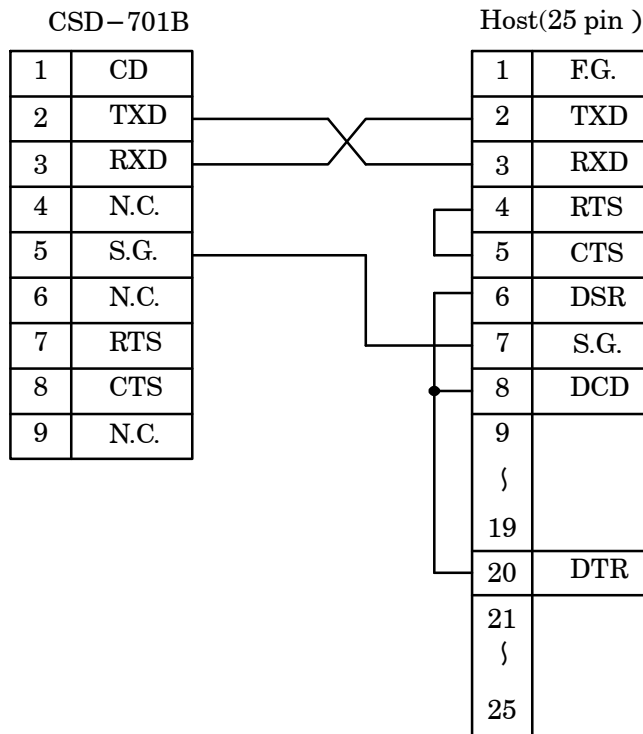 CSD−701B
1 CD
2 TXD
3 RXD
4 N.C.
5 S.G.
6 N.C.
7 RTS
8 CTS
9 N.C.
Host(25 pin )
1 F.G.
2 TXD
3 RXD
4 RTS
5 CTS
6 DSR
7 S.G.
8 DCD
9
∫
19
20 DTR
21
∫
25